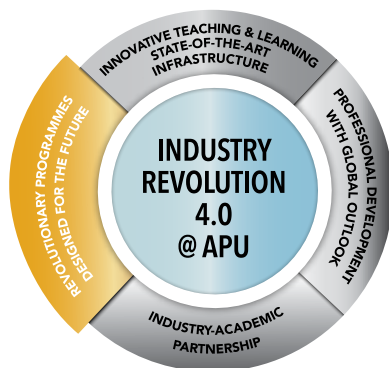 INNOVATIVE TEACHING & LEARNING
STATE-OF-THE-ART
INFRASTRUCTURE
PROFESSIONAL DEVELOPMENT
WITH GLOBAL OUTLOOK
INDUSTRY-ACADEMIC
PARTNERSHIP
REVOLUTIONARY PROGRAMMES
DESIGNED FOR THE FUTURE
INDUSTRY
REVOLUTION
4.0
@ APU